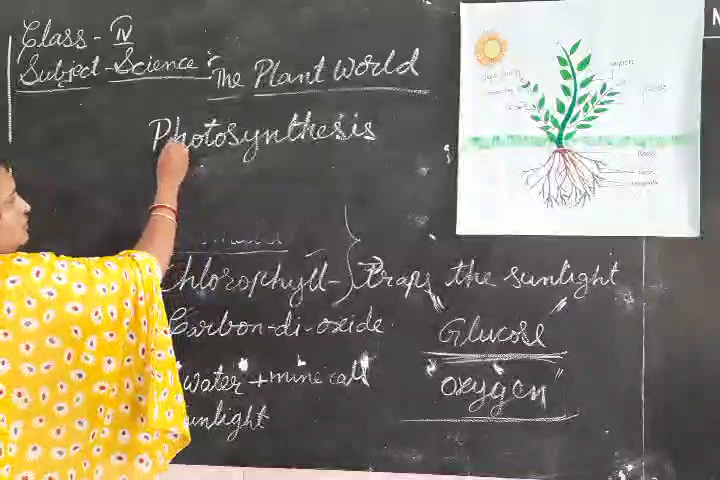 Class - IV
Subject - Science : The Plant World
Photosynthesis
Chlorophyll - } → traps the sunlight
Carbon-di-oxide
Glucose
water + mineral
oxygen
sunlight